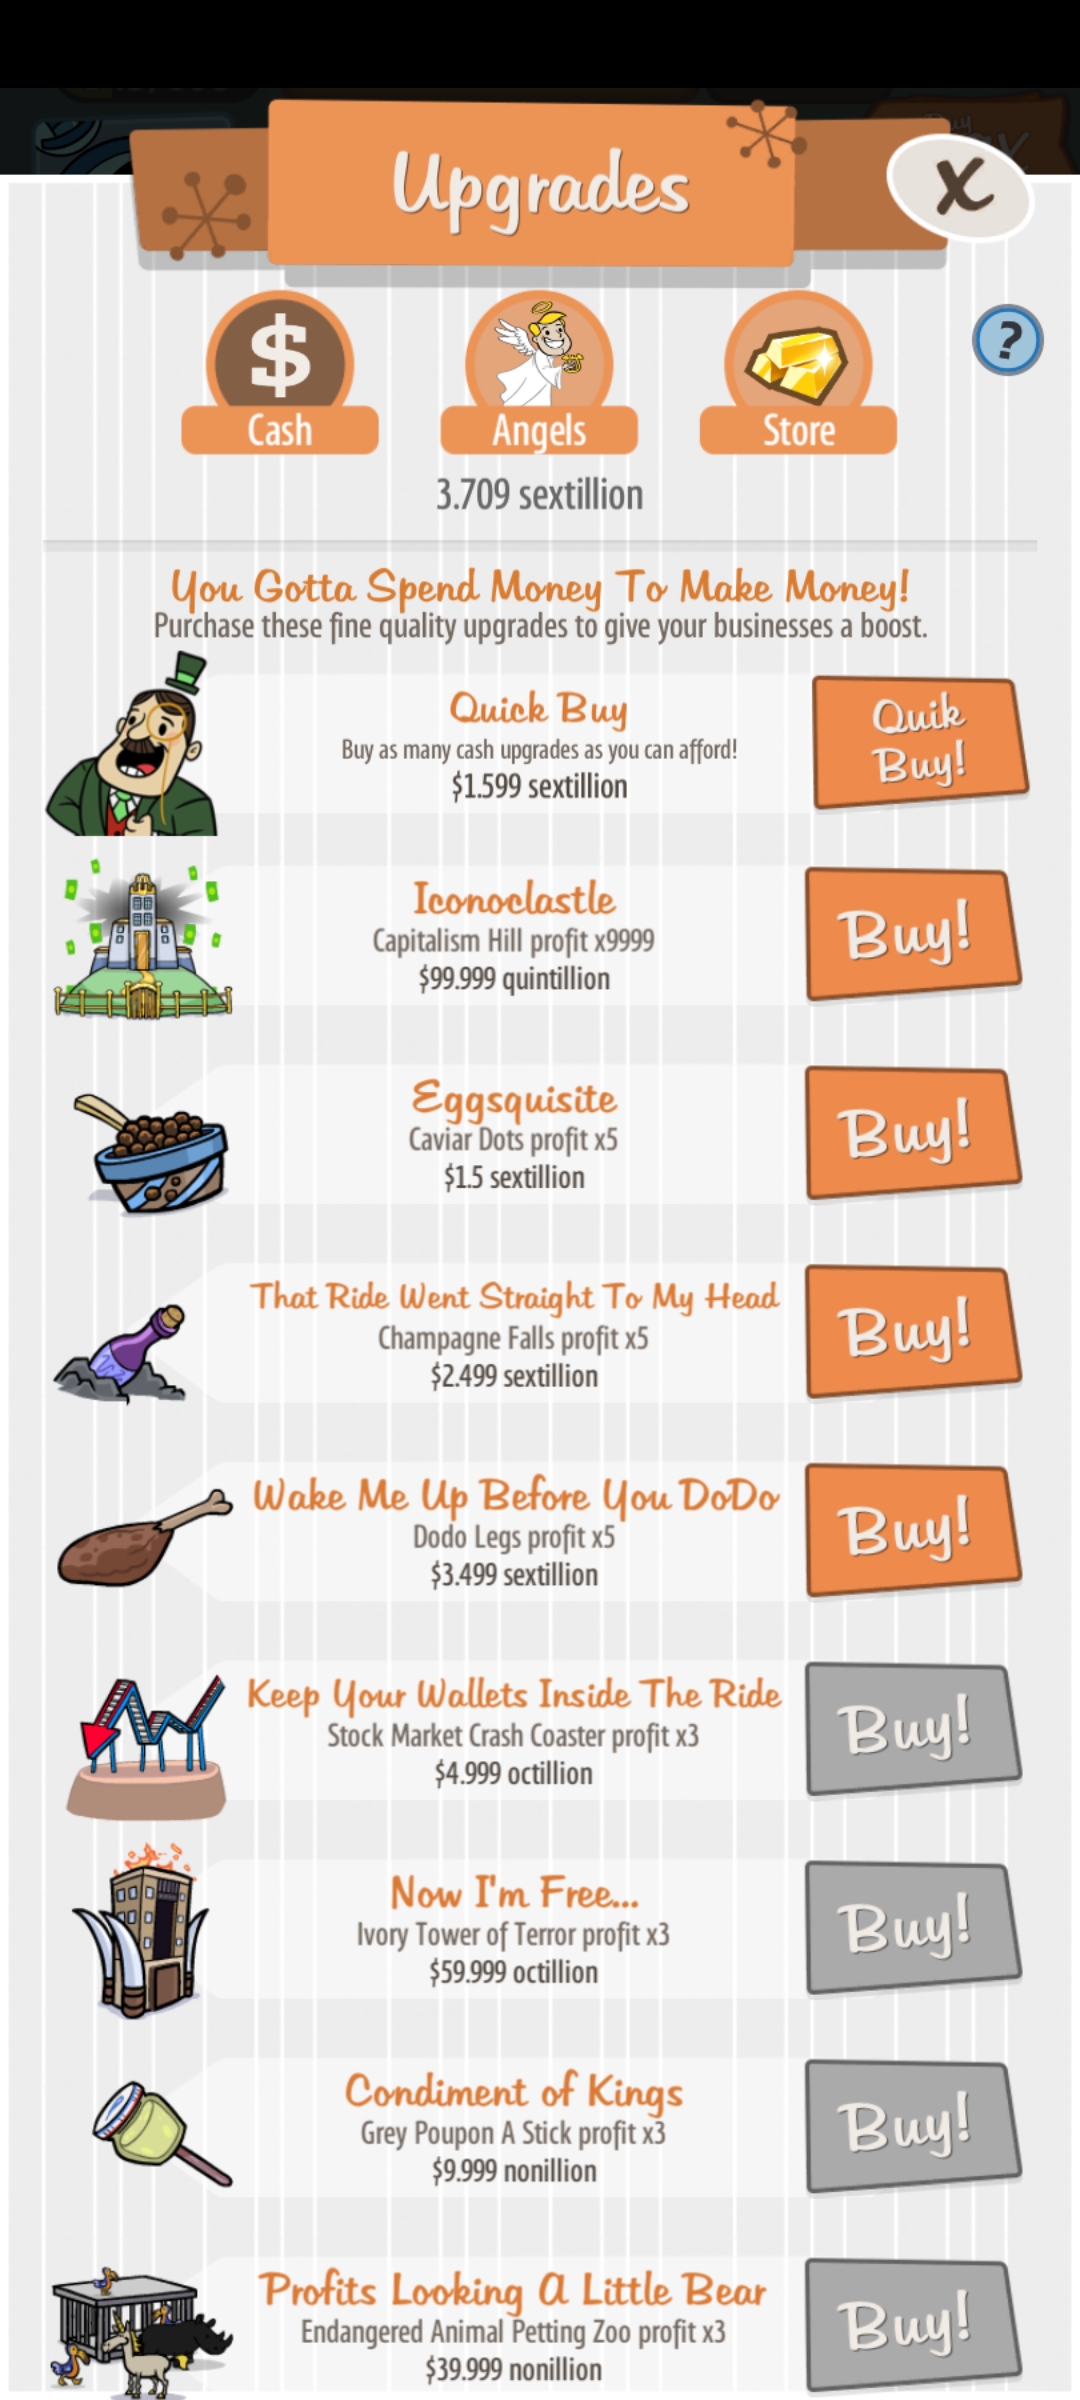 Upgrades
X
$
?
Cash
Angels
Store
3.709 sextillion
You Gotta Spend Money To Make Money!
Purchase these fine quality upgrades to give your businesses a boost.
Quick Buy
Buy as many cash upgrades as you can afford!
$1.599 sextillion
Quik
Buy!
Iconoclastle
Capitalism Hill profit x9999
$99.999 quintillion
Buy!
Eggsquisite
Caviar Dots profit x5
$1.5 sextillion
Buy!
That Ride Went Straight To My Head
Champagne Falls profit x5
$2.499 sextillion
Buy!
Wake Me Up Before You DoDo
Dodo Legs profit x5
$3.499 sextillion
Buy!
Keep Your Wallets Inside The Ride
Stock Market Crash Coaster profit x3
$4.999 octillion
Buy!
Now I'm Free...
Ivory Tower of Terror profit x3
$59.999 octillion
Buy!
Condiment of Kings
Grey Poupon A Stick profit x3
$9.999 nonillion
Buy!
Profits Looking A Little Bear
Endangered Animal Petting Zoo profit x3
$39.999 nonillion
Buy!